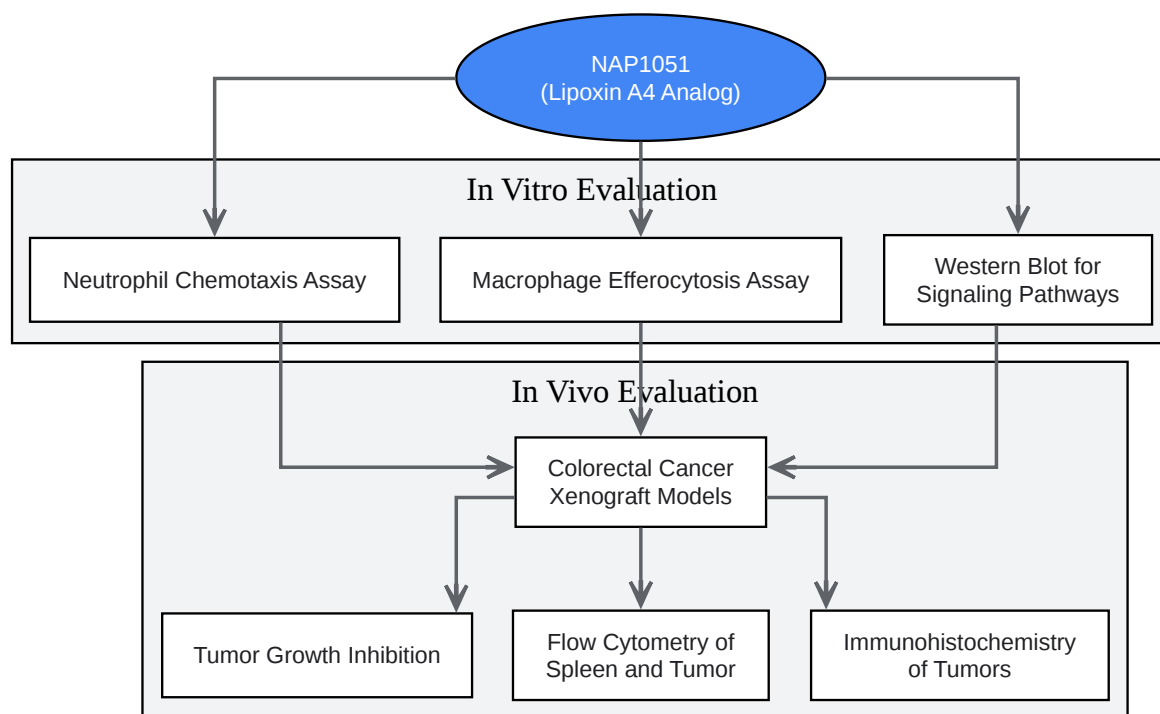 NAP1051
(Lipoxin A4 Analog)
In Vitro Evaluation
Neutrophil Chemotaxis Assay
Macrophage Efferocytosis Assay
Western Blot for
Signaling Pathways
In Vivo Evaluation
Colorectal Cancer
Xenograft Models
Tumor Growth Inhibition
Flow Cytometry of
Spleen and Tumor
Immunohistochemistry
of Tumors